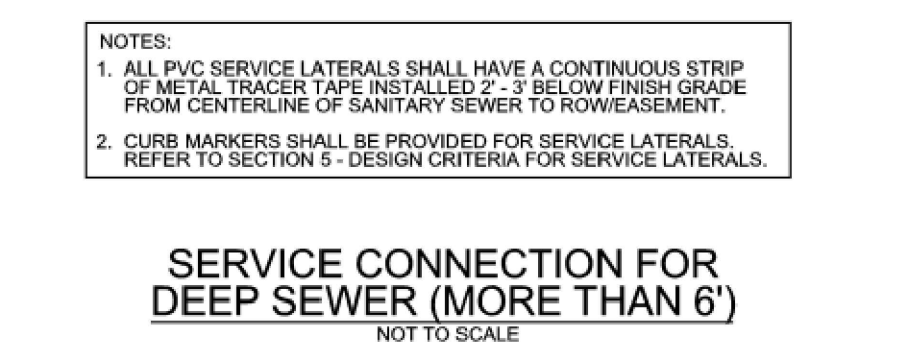 NOTES:
1. ALL PVC SERVICE LATERALS SHALL HAVE A CONTINUOUS STRIP
OF METAL TRACER TAPE INSTALLED 2' - 3' BELOW FINISH GRADE
FROM CENTERLINE OF SANITARY SEWER TO ROW/EASEMENT.
2. CURB MARKERS SHALL BE PROVIDED FOR SERVICE LATERALS.
REFER TO SECTION 5 - DESIGN CRITERIA FOR SERVICE LATERALS.
SERVICE CONNECTION FOR
DEEP SEWER (MORE THAN 6')
NOT TO SCALE